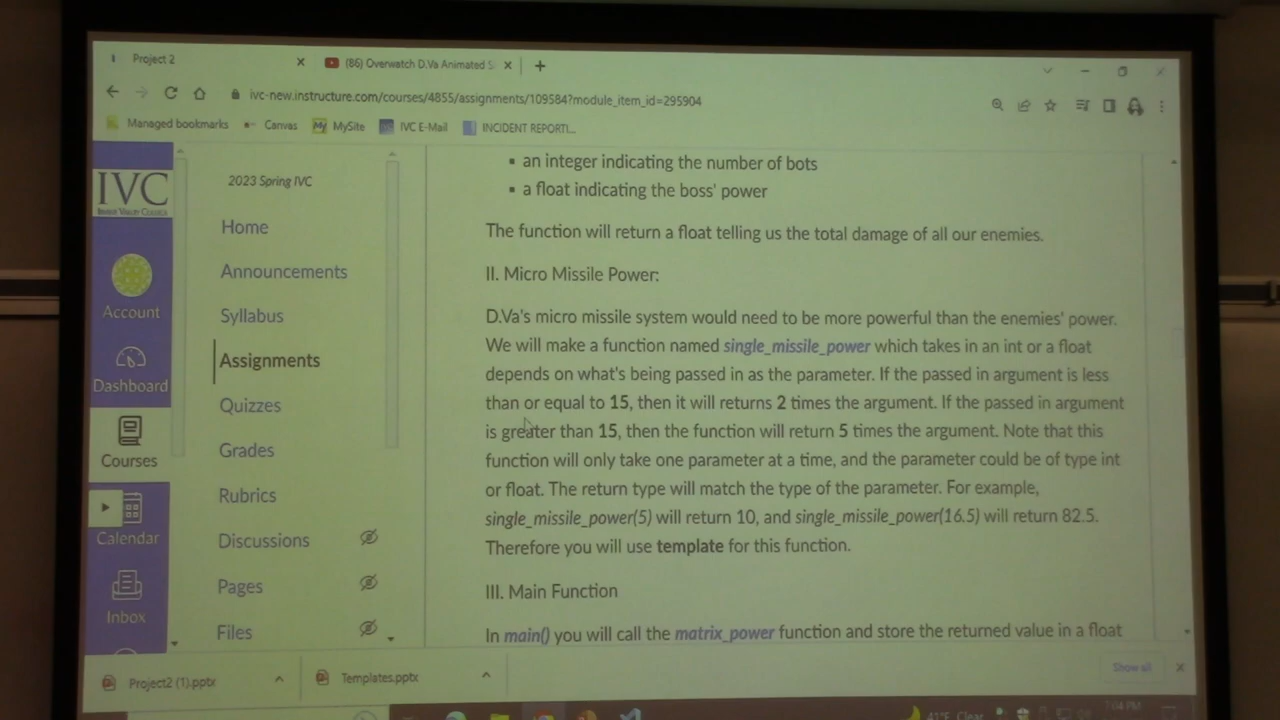 Project 2
(86) Overwatch D.Va Animated S
ivc-new.instructure.com/courses/4855/assignments/109584?module_item_id=295904
Managed bookmarks
Canvas
My MySite
IVC E-Mail
INCIDENT REPORTI...
IVC
Account
Dashboard
Courses
Calendar
Inbox
2023 Spring IVC
Home
Announcements
Syllabus
Assignments
Quizzes
Grades
Rubrics
Discussions
Pages
Files
▪ an integer indicating the number of bots
▪ a float indicating the boss' power
The function will return a float telling us the total damage of all our enemies.
II. Micro Missile Power:
D.Va's micro missile system would need to be more powerful than the enemies' power.
We will make a function named single_missile_power which takes in an int or a float
depends on what's being passed in as the parameter. If the passed in argument is less
than or equal to 15, then it will returns 2 times the argument. If the passed in argument
is greater than 15, then the function will return 5 times the argument. Note that this
function will only take one parameter at a time, and the parameter could be of type int
or float. The return type will match the type of the parameter. For example,
single_missile_power(5) will return 10, and single_missile_power(16.5) will return 82.5.
Therefore you will use template for this function.
III. Main Function
In main() you will call the matrix_power function and store the returned value in a float
Project2 (1).pptx
Templates.pptx
Show all
41°F Clear
7:04 PM